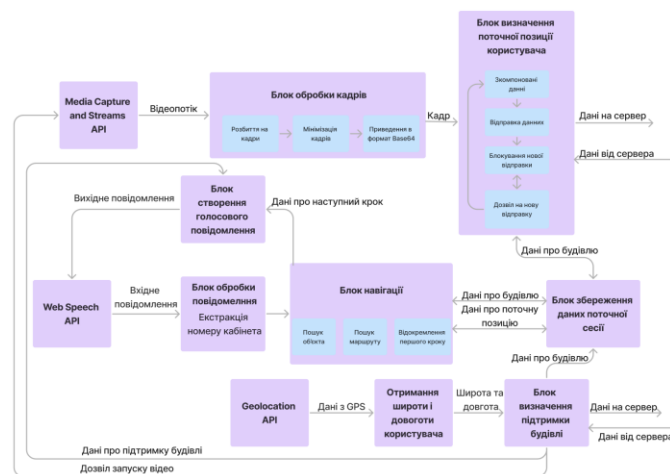 Блок визначення
поточної позиції
користувача
Зкомпоновані
данні
Відправка данних
Блокування нової
відправки
Дозвіл на нову
відправку
Media Capture
and Streams
API
Відеопотік
Блок обробки кадрів
Розбиття на
кадри
Мінімізація
кадрів
Приведення в
формат Base64
Кадр
Дані на сервер
Дані від сервера
Вихідне повідомлення
Блок
створення
голосового
повідомлення
Дані про наступний крок
Дані про будівлю
Web Speech
API
Вхідне
повідомлення
Блок обробки
повідомелння
Екстракція
номеру кабінета
Блок навігації
Пошук
об'єкта
Пошук
маршруту
Відокремлення
першого кроку
Дані про будівлю
Дані про поточну
позицію
Блок збереження
даних поточної
сесії
Дані про будівлю
Geolocation
API
Дані з GPS
Отримання
широти і
довготи
користувача
Широта та
довгота
Блок
визначення
підтримки
будівлі
Дані на сервер
Дані від сервера
Дані про підтримку будівлі
Дозвіл запуску відео